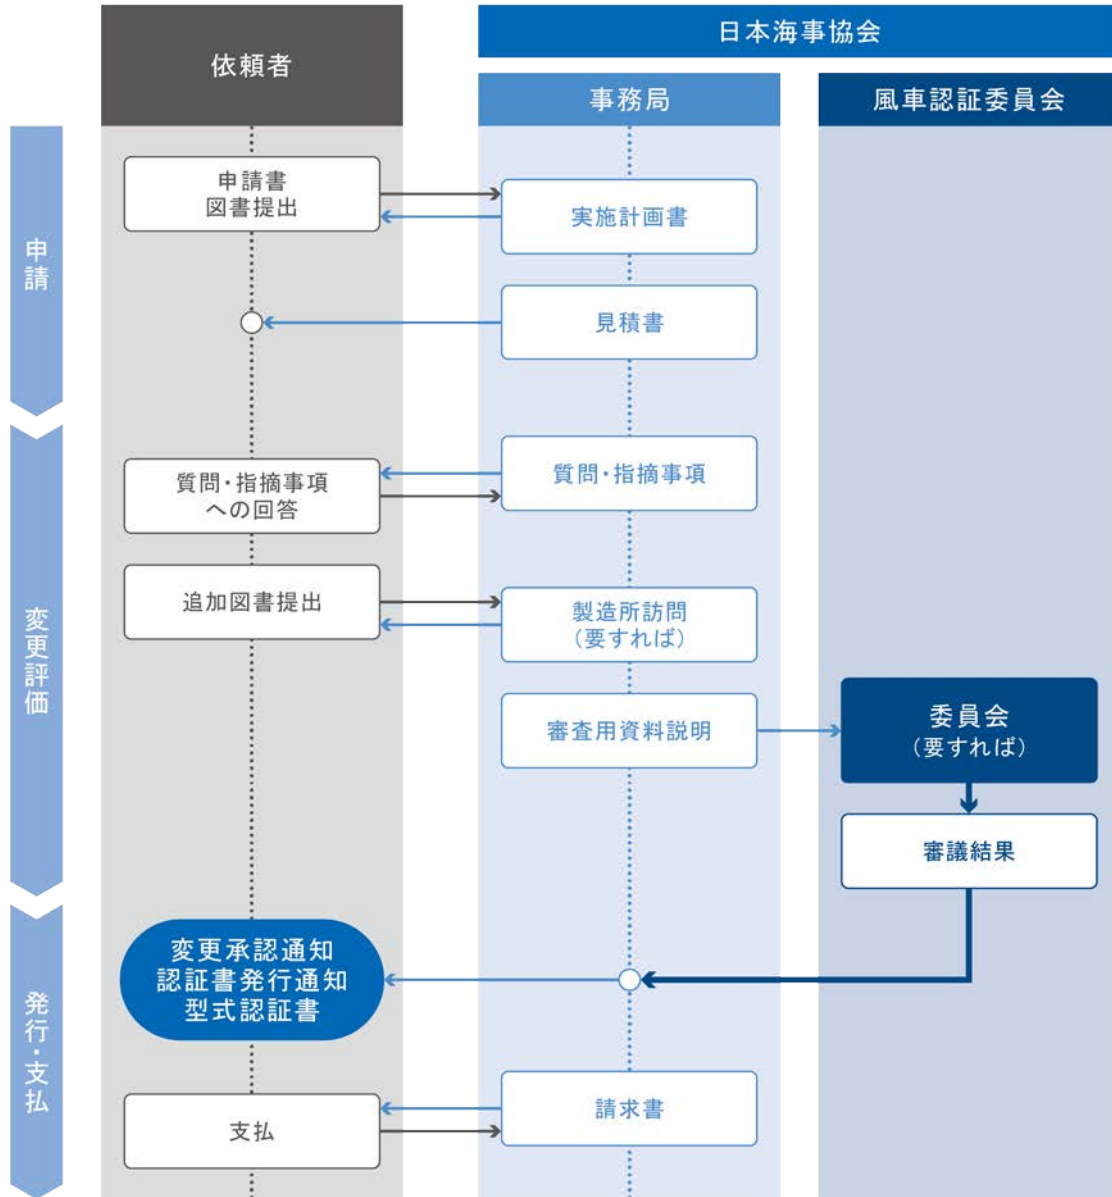 依頼者
日本海事協会
事務局
風車認証委員会
申請
申請書
図書提出
実施計画書
見積書
変更評価
質問・指摘事項
への回答
質問・指摘事項
追加図書提出
製造所訪問
(要すれば)
審査用資料説明
委員会
(要すれば)
審議結果
発行・支払
変更承認通知
認証書発行通知
型式認証書
請求書
支払